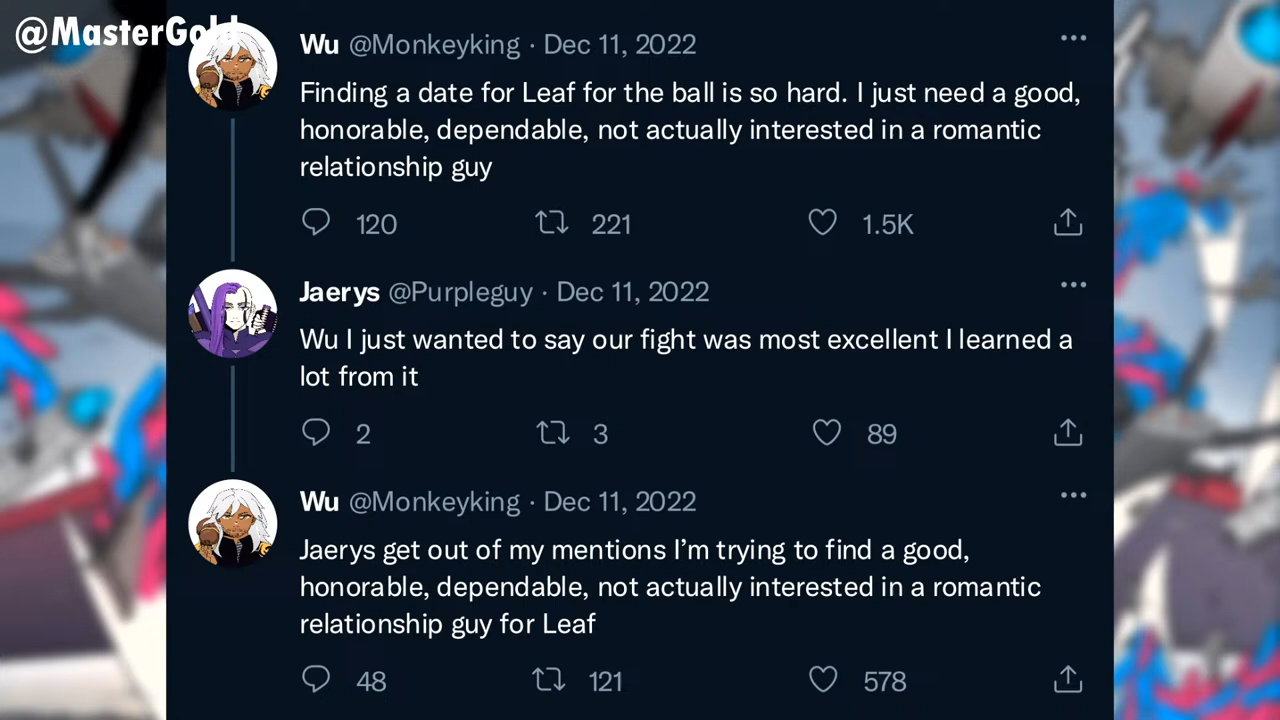 @MasterGold
Wu @Monkeyking · Dec 11, 2022
Finding a date for Leaf for the ball is so hard. I just need a good,
honorable, dependable, not actually interested in a romantic
relationship guy
120 221 1.5K
Jaerys @Purpleguy · Dec 11, 2022
Wu I just wanted to say our fight was most excellent I learned a
lot from it
2 3 89
Wu @Monkeyking · Dec 11, 2022
Jaerys get out of my mentions I’m trying to find a good,
honorable, dependable, not actually interested in a romantic
relationship guy for Leaf
48 121 578